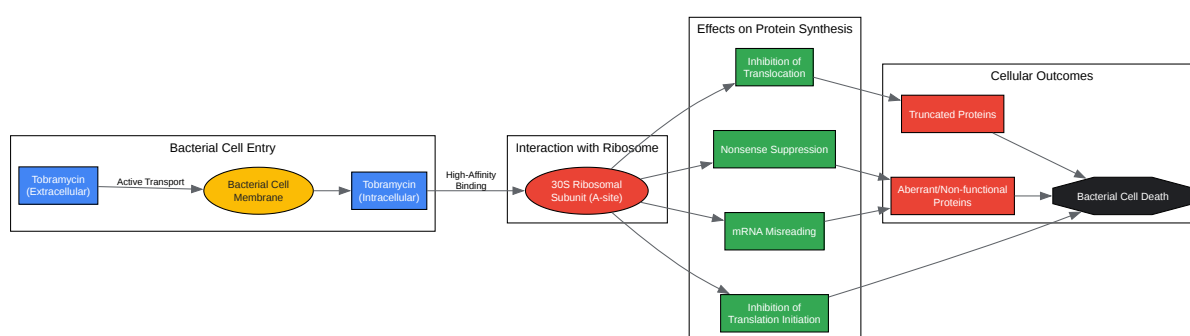 Bacterial Cell Entry
Tobramycin
(Extracellular)
Active Transport
Bacterial Cell
Membrane
Tobramycin
(Intracellular)
High-Affinity
Binding
Interaction with Ribosome
30S Ribosomal
Subunit (A-site)
Effects on Protein Synthesis
Inhibition of
Translocation
Nonsense Suppression
mRNA Misreading
Inhibition of
Translation Initiation
Cellular Outcomes
Truncated Proteins
Aberrant/Non-functional
Proteins
Bacterial Cell Death